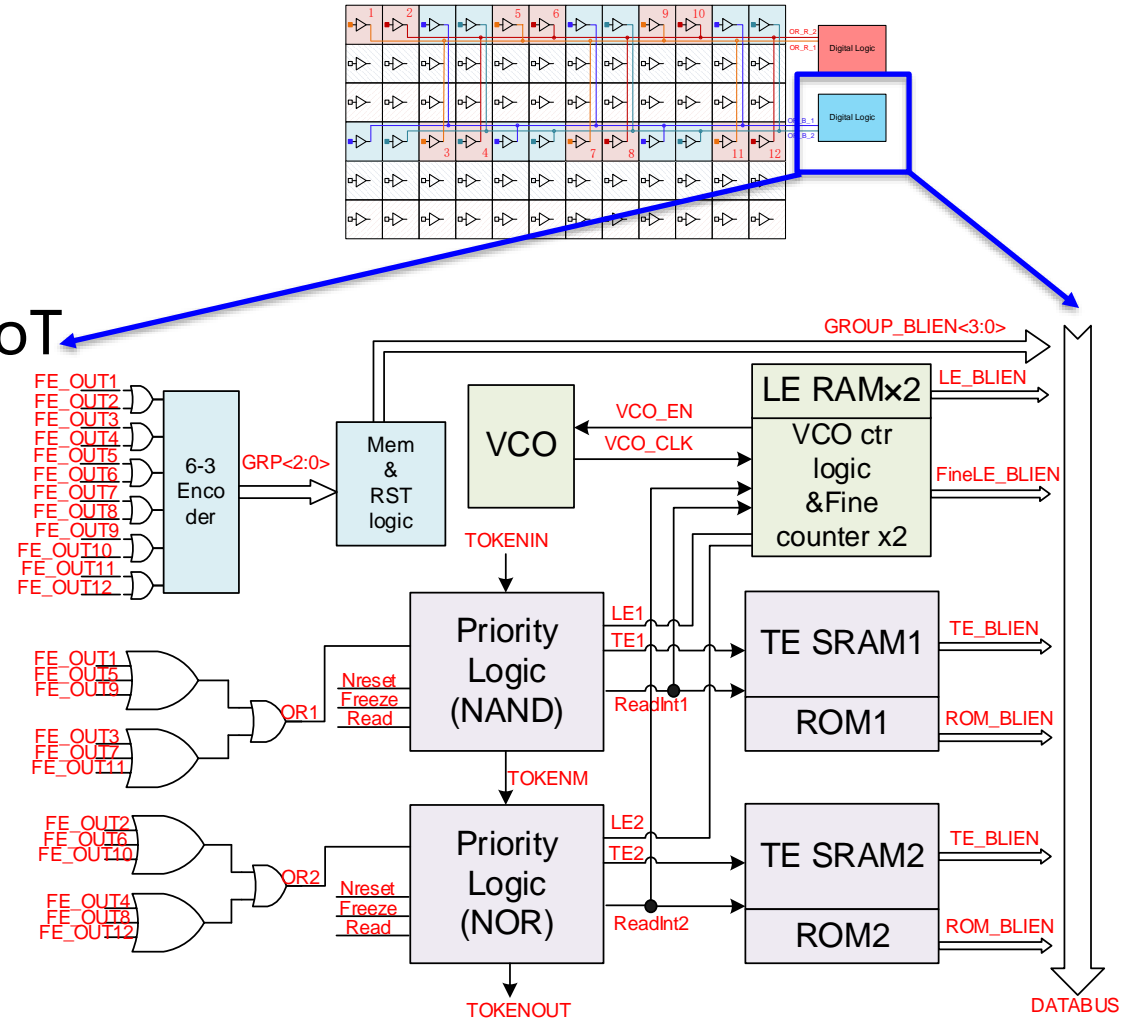 1 2 5 6 9 10
OR_R_2
OR_R_1
Digital Logic
Digital Logic
OR_B_1
OR_B_2
3 4 7 8 11 12
oT
GROUP_BLIEN<3:0>
FE_OUT1
FE_OUT2
FE_OUT3
FE_OUT4
FE_OUT5
FE_OUT6
FE_OUT7
FE_OUT8
FE_OUT9
FE_OUT10
FE_OUT11
FE_OUT12
6-3
Enco
der
GRP<2:0>
Mem
&
RST
logic
VCO
VCO_EN
VCO_CLK
LE RAM×2
VCO ctr
logic
&Fine
counter x2
LE_BLIEN
FineLE_BLIEN
TOKENIN
FE_OUT1
FE_OUT5
FE_OUT9
FE_OUT3
FE_OUT7
FE_OUT11
OR1
Nreset
Freeze
Read
Priority
Logic
(NAND)
LE1
TE1
ReadInt1
TE SRAM1
ROM1
TE_BLIEN
ROM_BLIEN
TOKENM
FE_OUT2
FE_OUT6
FE_OUT10
FE_OUT4
FE_OUT8
FE_OUT12
OR2
Nreset
Freeze
Read
Priority
Logic
(NOR)
LE2
TE2
ReadInt2
TE SRAM2
ROM2
TE_BLIEN
ROM_BLIEN
TOKENOUT
DATABUS